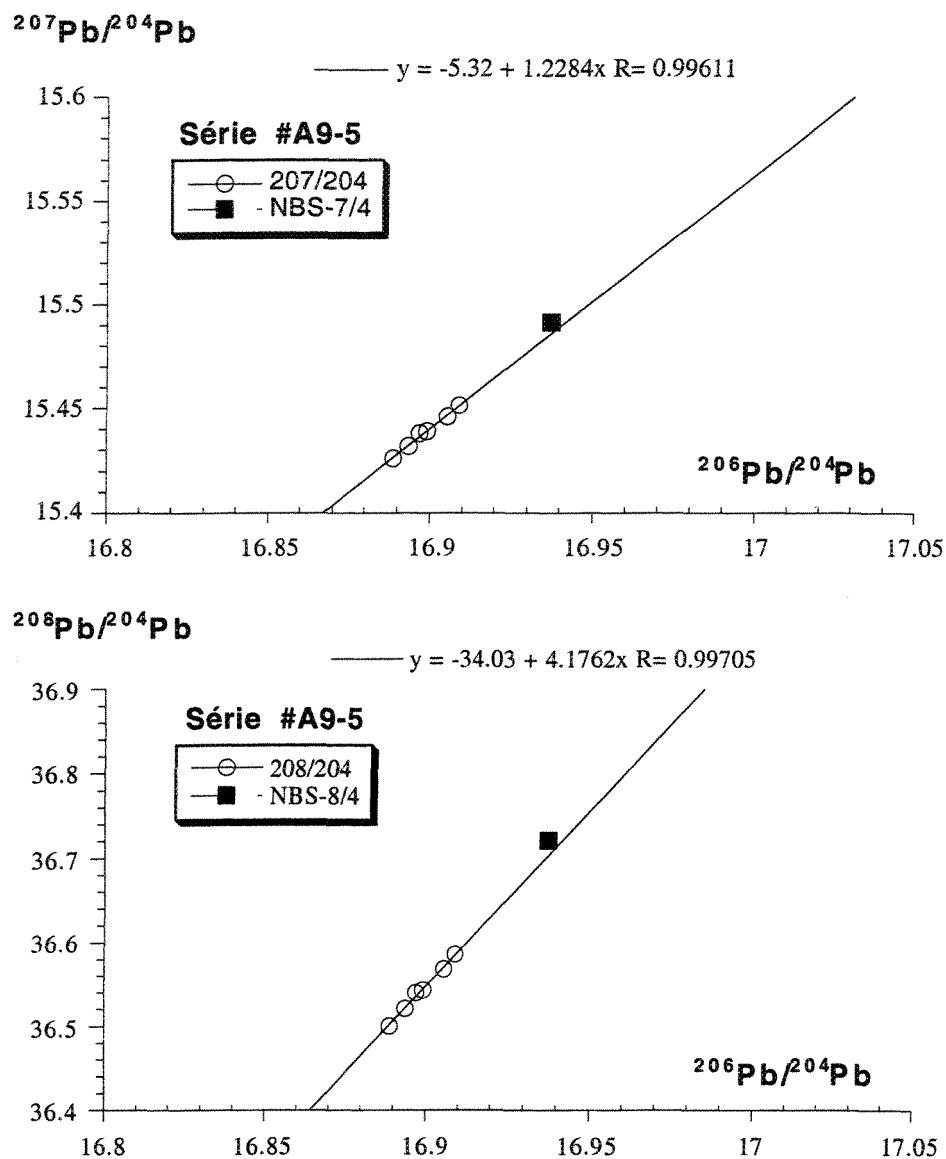 ²⁰⁷Pb/²⁰⁴Pb
y = -5.32 + 1.2284x R= 0.99611
15.6
Série #A9-5
207/204
- NBS-7/4
15.55
15.5
15.45
²⁰⁶Pb/²⁰⁴Pb
15.4
16.8 16.85 16.9 16.95 17 17.05
²⁰⁸Pb/²⁰⁴Pb
y = -34.03 + 4.1762x R= 0.99705
36.9
Série #A9-5
208/204
- NBS-8/4
36.8
36.7
36.6
36.5
²⁰⁶Pb/²⁰⁴Pb
36.4
16.8 16.85 16.9 16.95 17 17.05